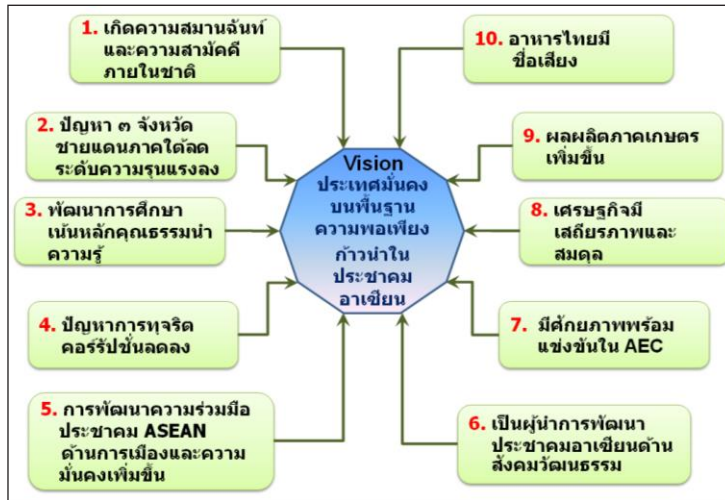 1. เกิดความสมานฉันท์
และความสามัคคี
ภายในชาติ
2. ปัญหา ๓ จังหวัด
ชายแดนภาคใต้ลด
ระดับความรุนแรงลง
3. พัฒนาการศึกษา
เน้นหลักคุณธรรมนำ
ความรู้
4. ปัญหาการทุจริต
คอร์รัปชั่นลดลง
5. การพัฒนาความร่วมมือ
ประชาคม ASEAN
ด้านการเมืองและความ
มั่นคงเพิ่มขึ้น
Vision
ประเทศมั่นคง
บนพื้นฐาน
ความพอเพียง
ก้าวนำใน
ประชาคม
อาเซียน
10. อาหารไทยมี
ชื่อเสียง
9. ผลผลิตภาคเกษตร
เพิ่มขึ้น
8. เศรษฐกิจมี
เสถียรภาพและ
สมดุล
7. มีศักยภาพพร้อม
แข่งขันใน AEC
6. เป็นผู้นำการพัฒนา
ประชาคมอาเซียนด้าน
สังคมวัฒนธรรม